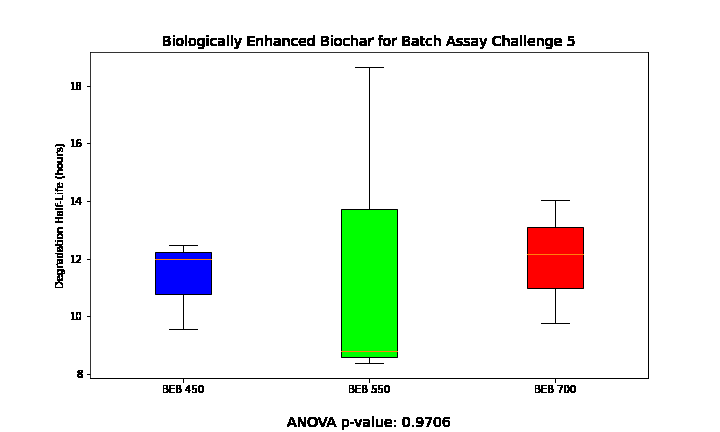 Biologically Enhanced Biochar for Batch Assay Challenge 5
Degradation Half-Life (hours)
18
16
14
12
10
8
BEB 450
BEB 550
BEB 700
ANOVA p-value: 0.9706